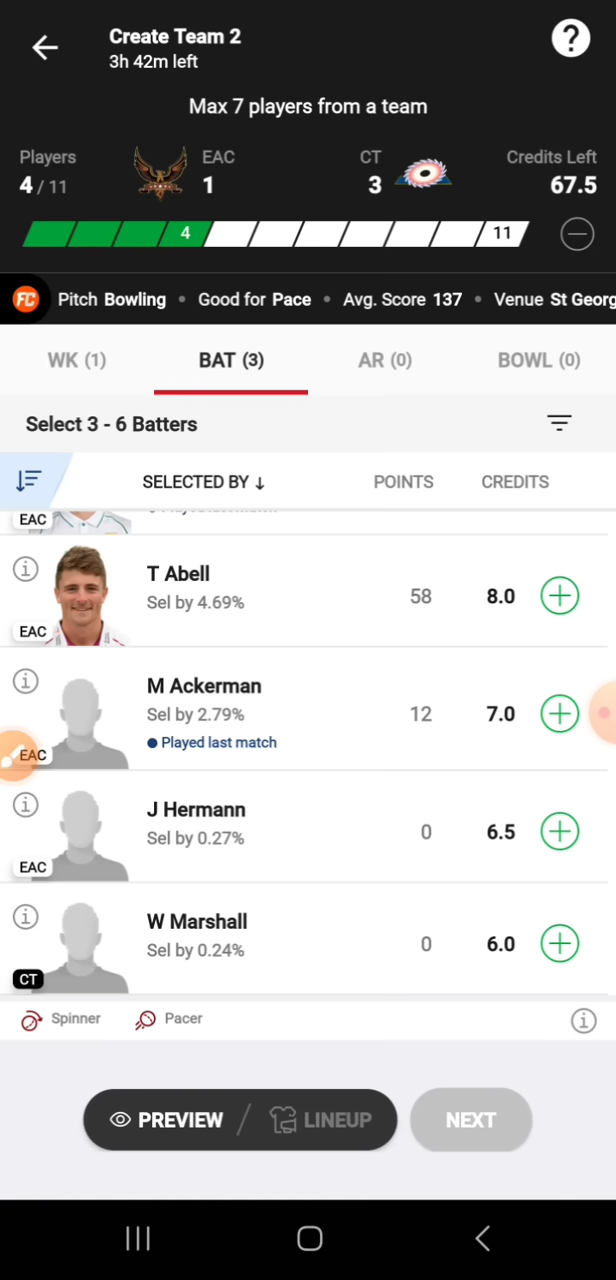 Create Team 2
3h 42m left
?
Max 7 players from a team
Players
4 / 11
EAC
1
CT
3
Credits Left
67.5
4
11
FC Pitch Bowling • Good for Pace • Avg. Score 137 • Venue St Georg
WK (1) BAT (3) AR (0) BOWL (0)
Select 3 - 6 Batters
SELECTED BY ↓ POINTS CREDITS
EAC
T Abell
Sel by 4.69%
58 8.0
EAC
M Ackerman
Sel by 2.79%
12 7.0
Played last match
EAC
J Hermann
Sel by 0.27%
0 6.5
EAC
W Marshall
Sel by 0.24%
0 6.0
CT
Spinner Pacer
PREVIEW / LINEUP NEXT